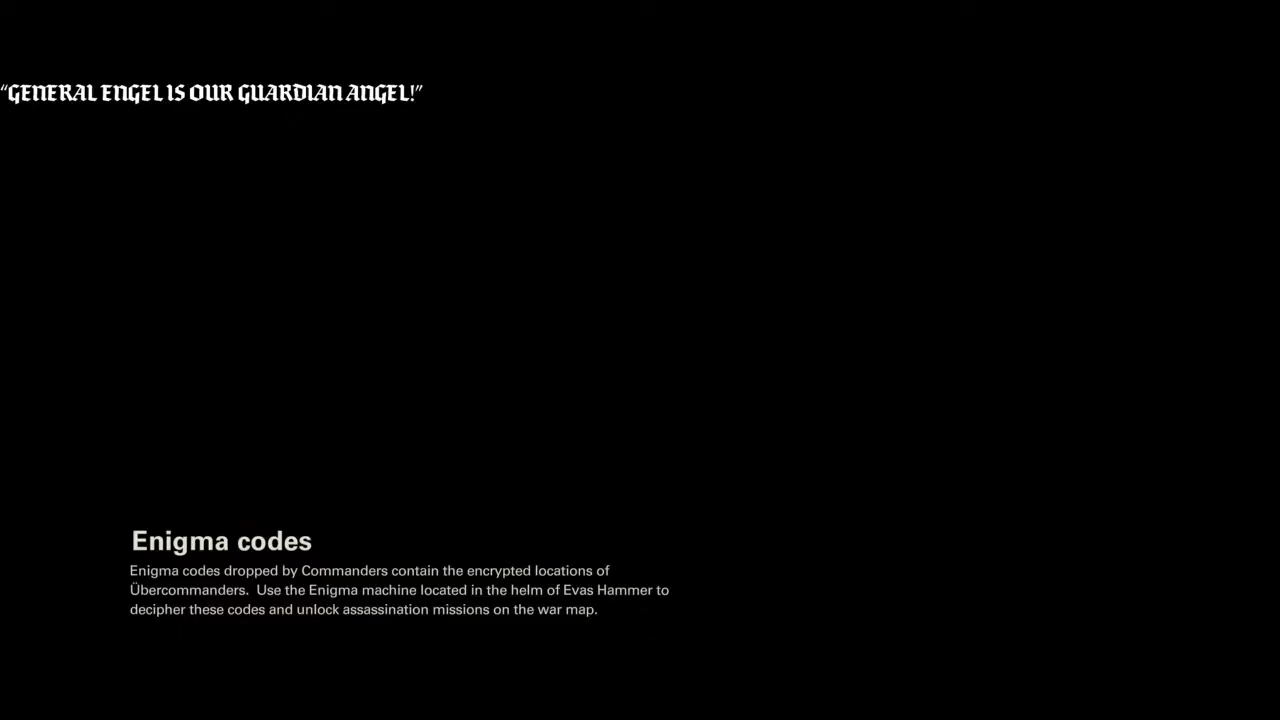 “GENERAL ENGEL IS OUR GUARDIAN ANGEL!”
Enigma codes
Enigma codes dropped by Commanders contain the encrypted locations of
Übercommanders.  Use the Enigma machine located in the helm of Evas Hammer to
decipher these codes and unlock assassination missions on the war map.